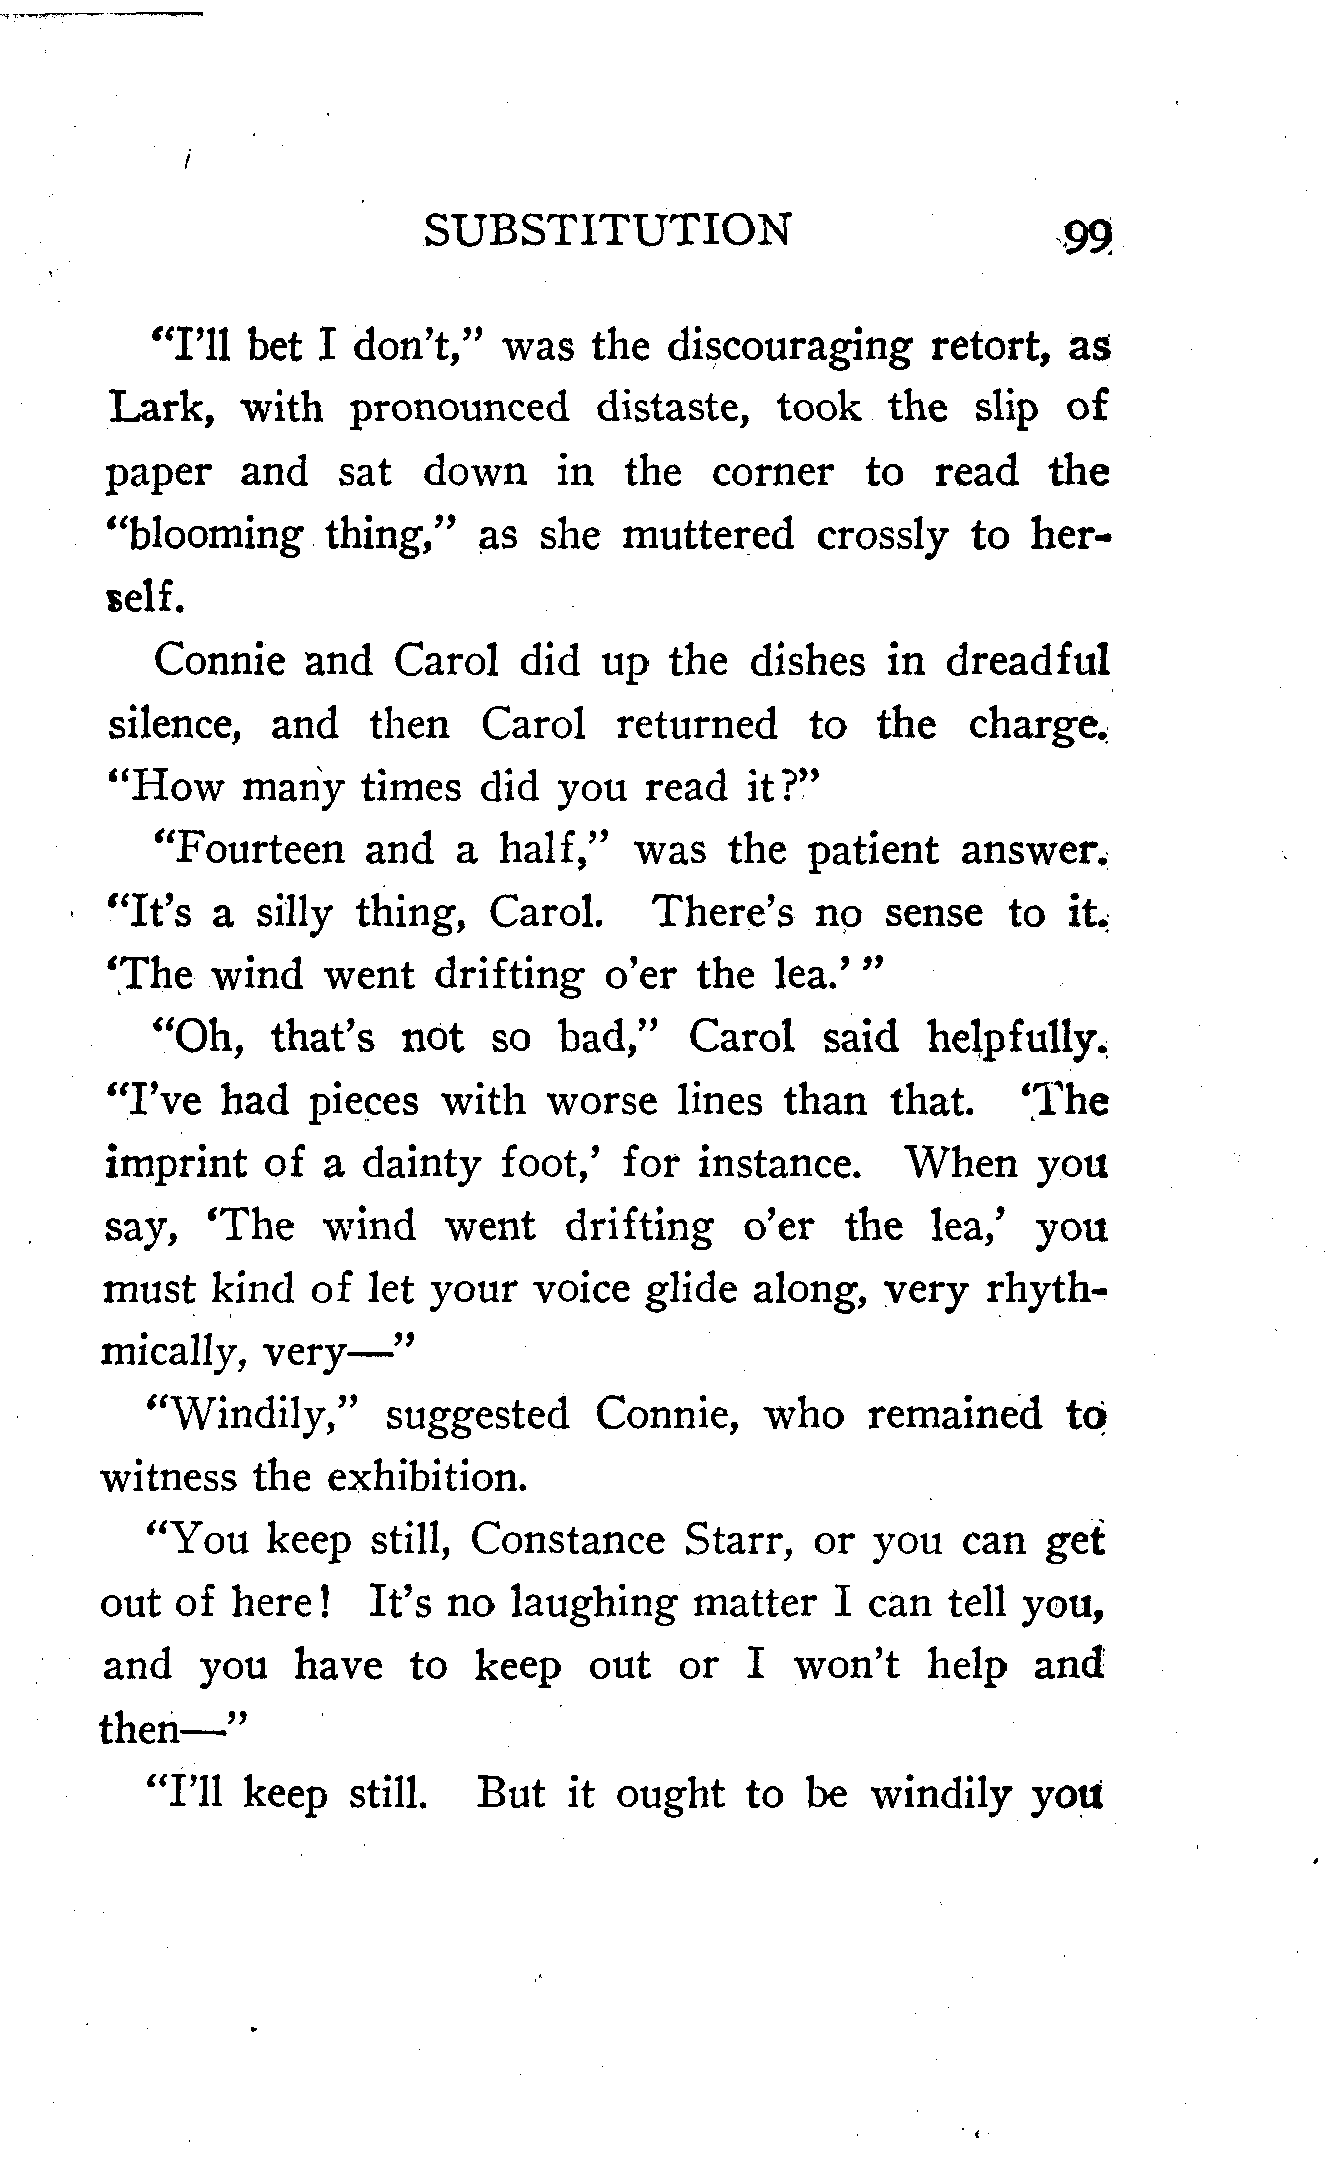 SUBSTITUTION 99
“I’ll bet I don’t,” was the discouraging retort, as
Lark, with pronounced distaste, took the slip of
paper and sat down in the corner to read the
“blooming thing,” as she muttered crossly to her-
self.
Connie and Carol did up the dishes in dreadful
silence, and then Carol returned to the charge.
“How many times did you read it?”
“Fourteen and a half,” was the patient answer.
“It’s a silly thing, Carol. There’s no sense to it.
‘The wind went drifting o’er the lea.’ ”
“Oh, that’s not so bad,” Carol said helpfully.
“I’ve had pieces with worse lines than that. ‘The
imprint of a dainty foot,’ for instance. When you
say, ‘The wind went drifting o’er the lea,’ you
must kind of let your voice glide along, very rhyth-
mically, very—”
“Windily,” suggested Connie, who remained to
witness the exhibition.
“You keep still, Constance Starr, or you can get
out of here! It’s no laughing matter I can tell you,
and you have to keep out or I won’t help and
then—”
“I’ll keep still. But it ought to be windily you